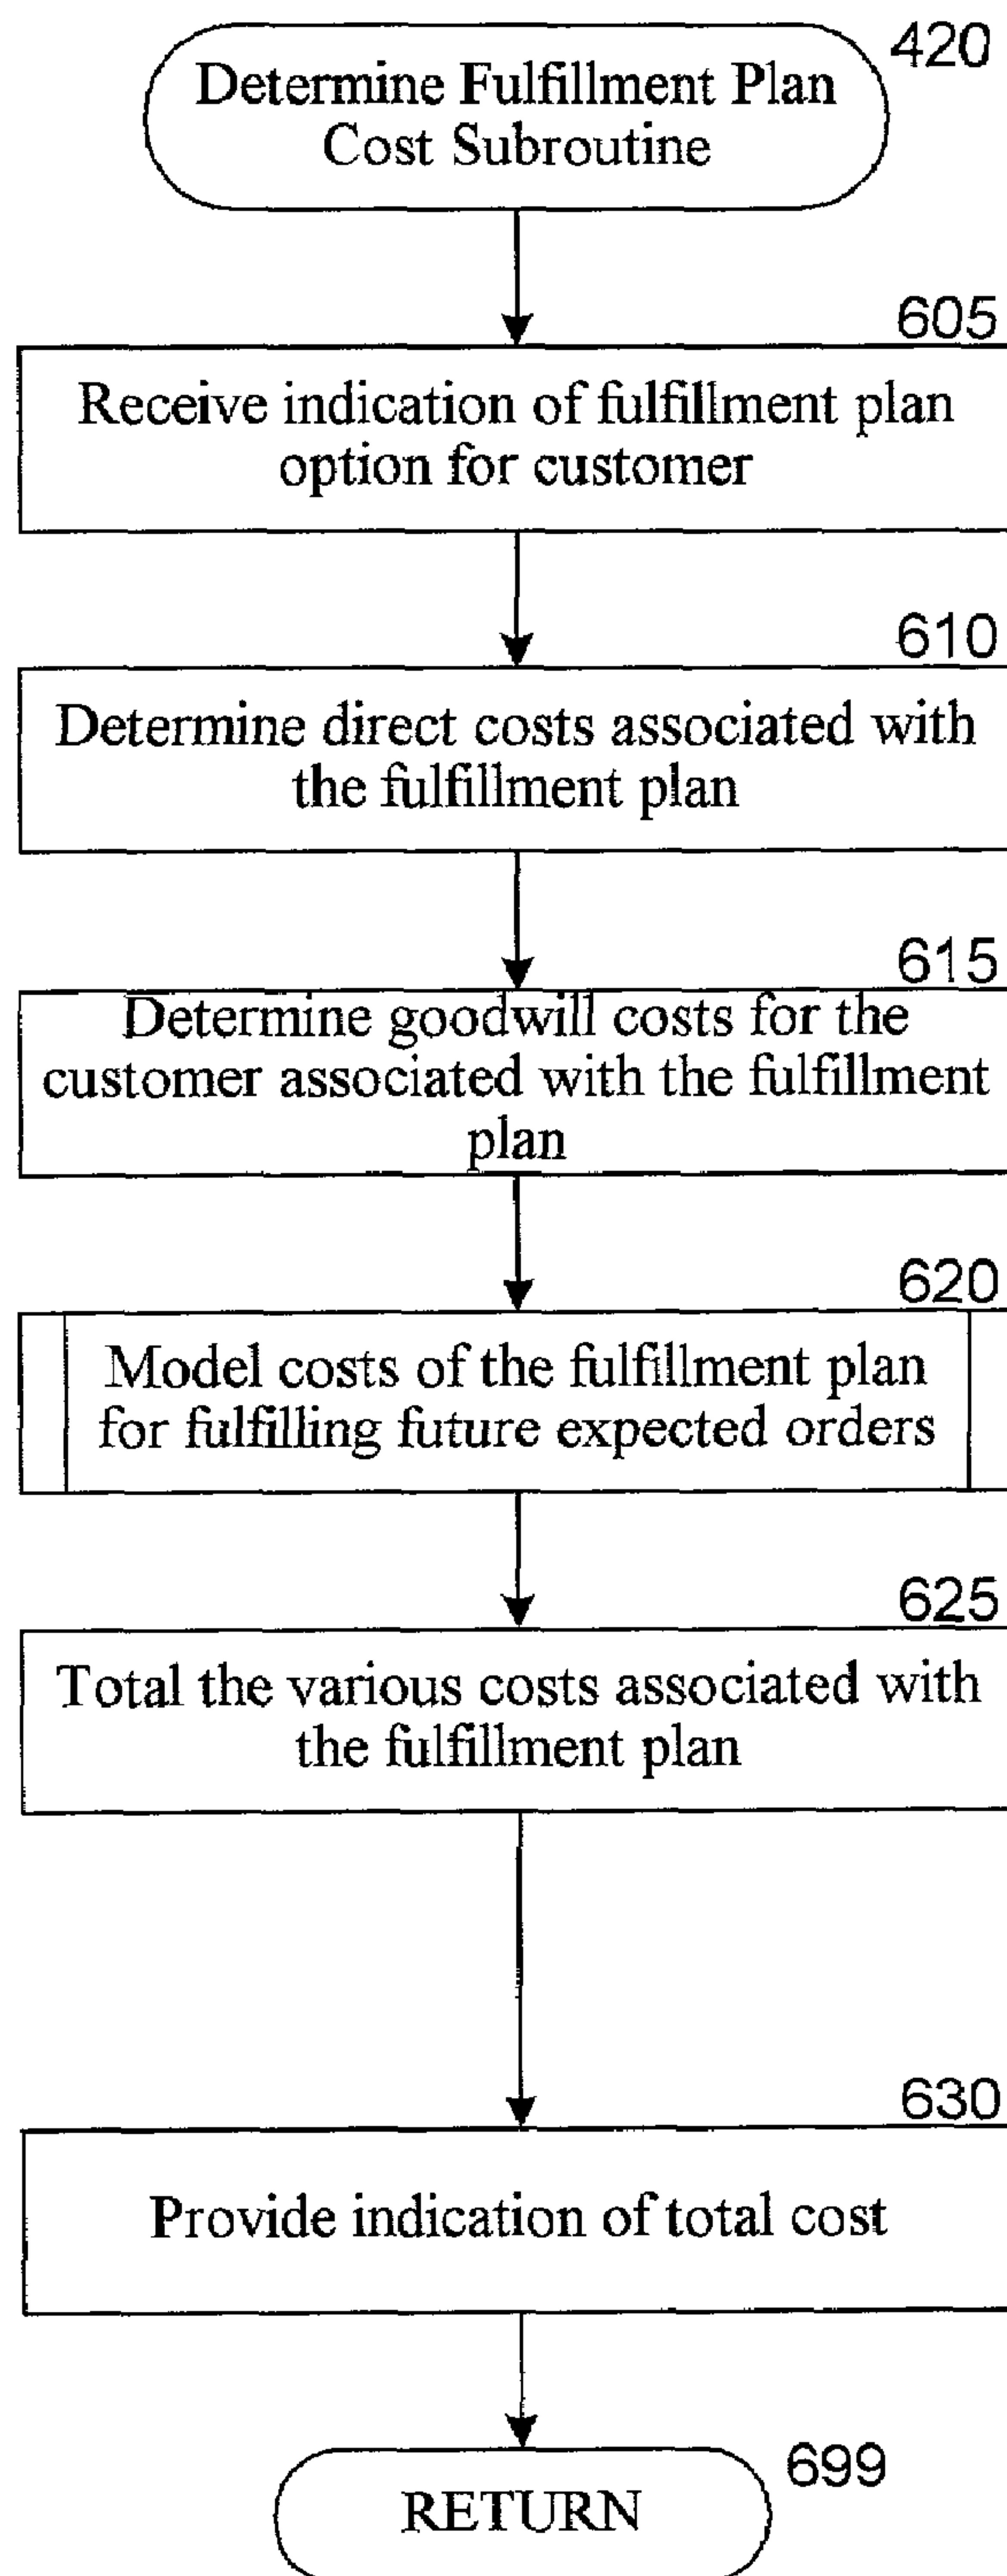 420
Determine Fulfillment Plan
Cost Subroutine
605
Receive indication of fulfillment plan
option for customer
610
Determine direct costs associated with
the fulfillment plan
615
Determine goodwill costs for the
customer associated with the fulfillment
plan
620
Model costs of the fulfillment plan
for fulfilling future expected orders
625
Total the various costs associated with
the fulfillment plan
630
Provide indication of total cost
699
RETURN